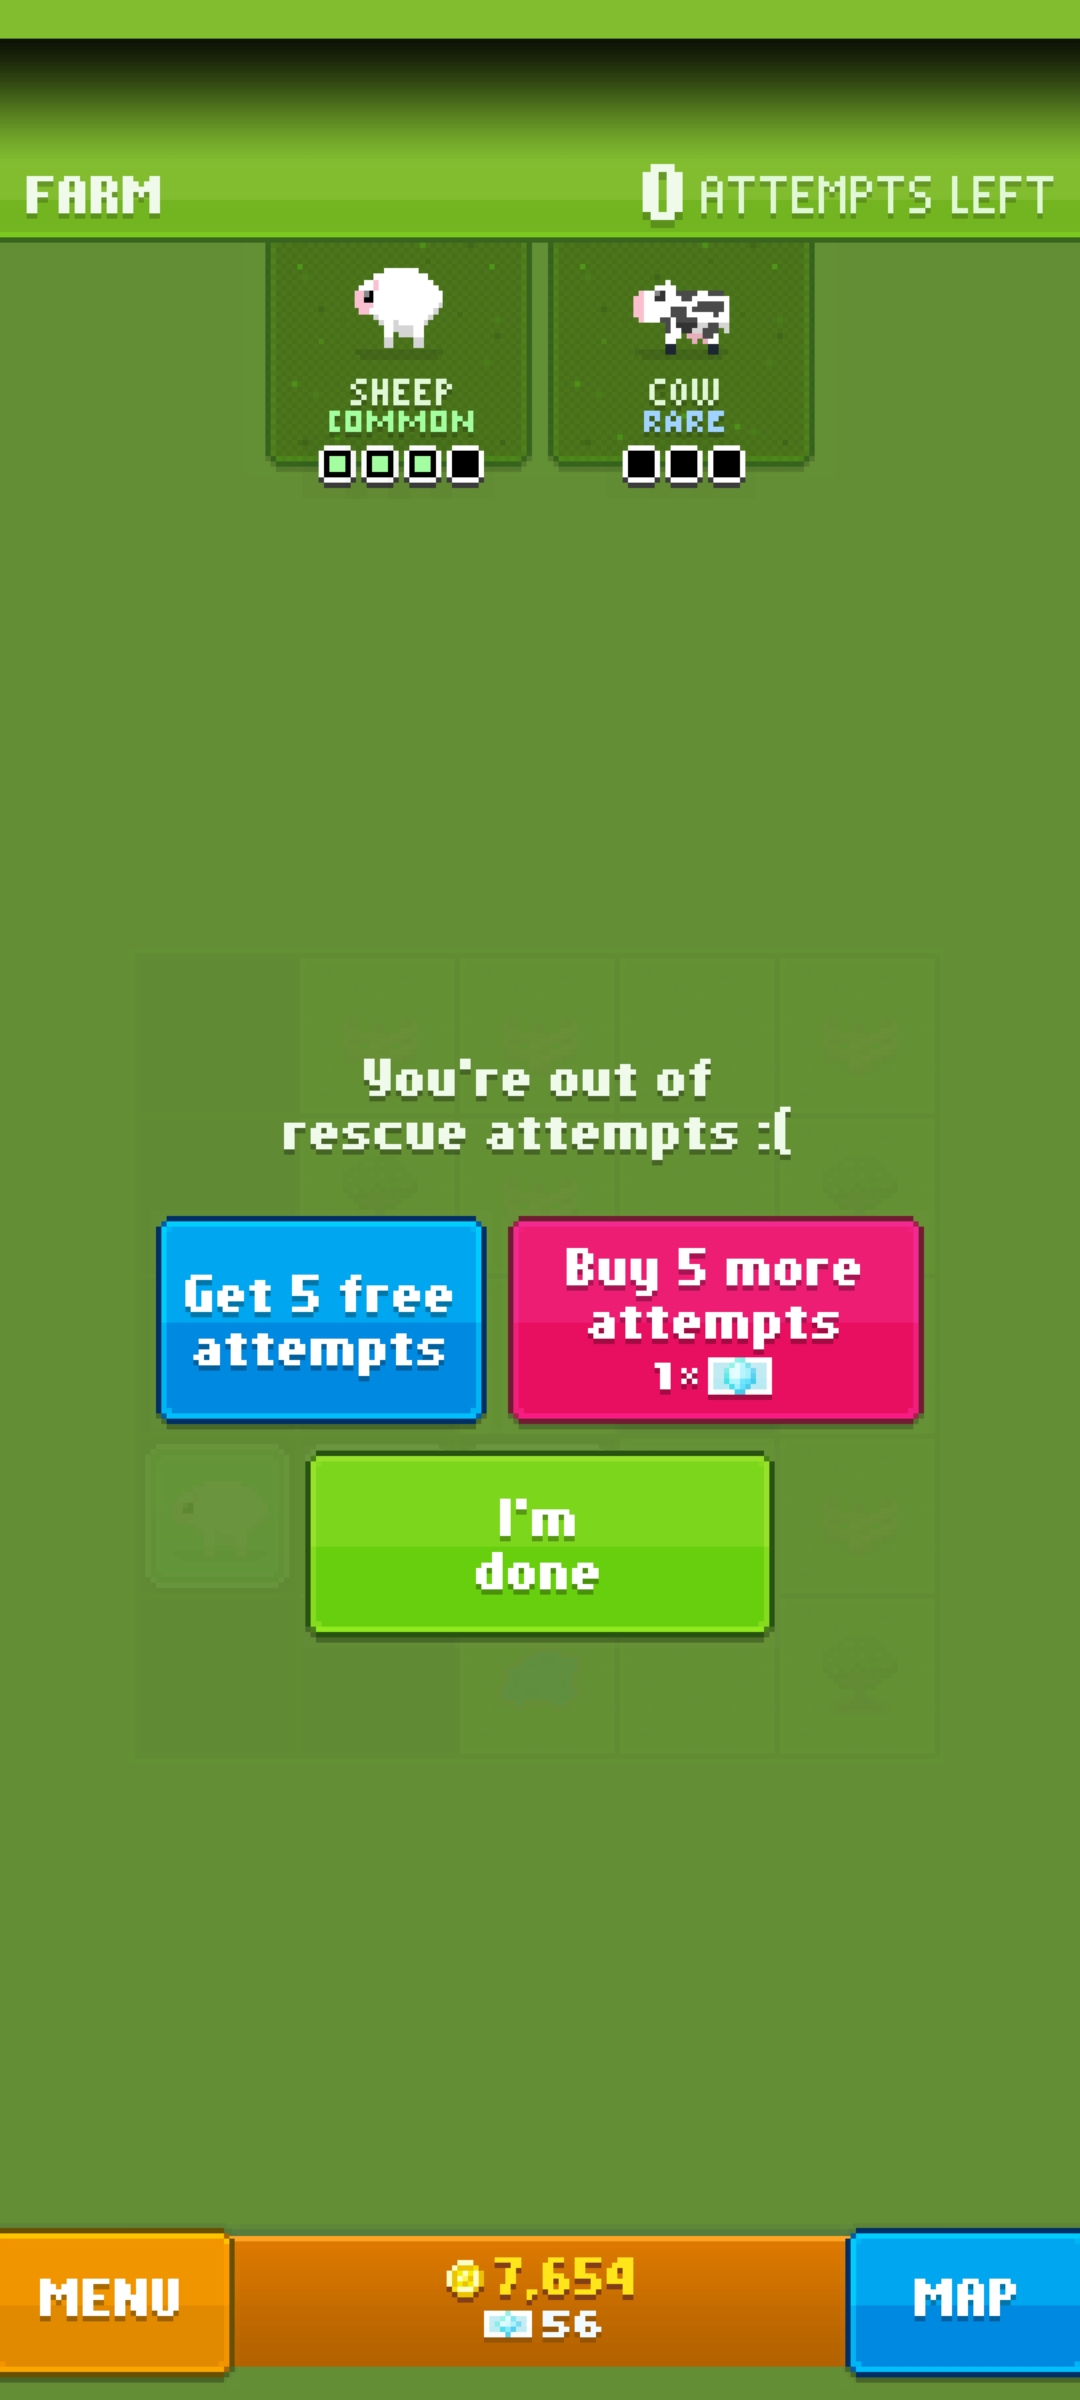 FARM
0 ATTEMPTS LEFT
SHEEP
COMMON
COW
RARE
You're out of
rescue attempts :(
Get 5 free
attempts
Buy 5 more
attempts
1×
I'm
done
MENU
7,654
56
MAP